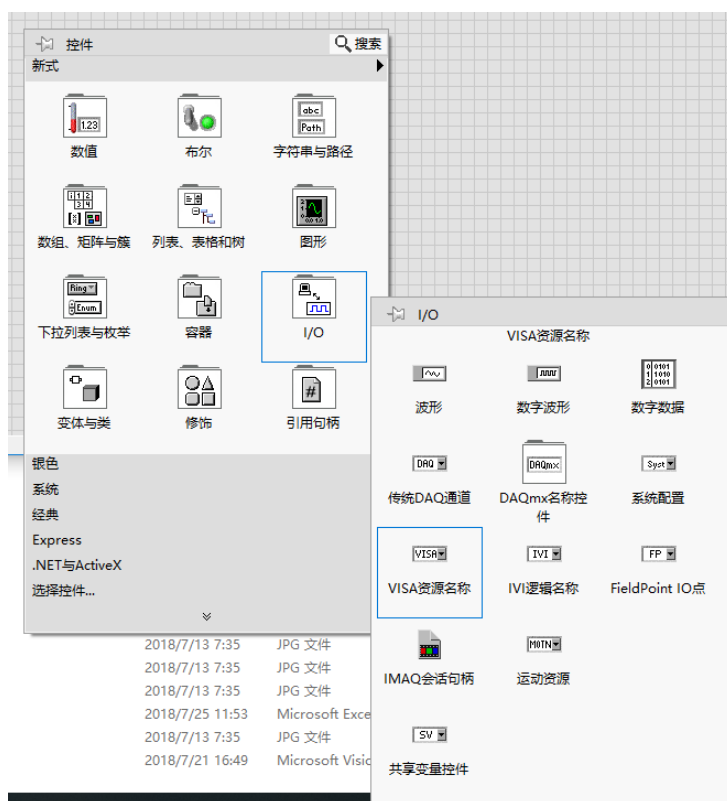 控件
搜索
新式
1.23
abc
Path
数值
布尔
字符串与路径
数组、矩阵与簇
列表、表格和树
图形
Ring
Enum
下拉列表与枚举
容器
I/O
变体与类
修饰
引用句柄
银色
系统
经典
Express
.NET与ActiveX
选择控件...
I/O
VISA资源名称
波形
数字波形
数字数据
DAQ
DAQmx
Syst
传统DAQ通道
DAQmx名称控件
系统配置
VISA
IVI
FP
VISA资源名称
IVI逻辑名称
FieldPoint IO点
MOTN
IMAQ会话句柄
运动资源
SV
共享变量控件
2018/7/13 7:35 JPG 文件
2018/7/13 7:35 JPG 文件
2018/7/13 7:35 JPG 文件
2018/7/25 11:53 Microsoft Exce
2018/7/13 7:35 JPG 文件
2018/7/21 16:49 Microsoft Visic